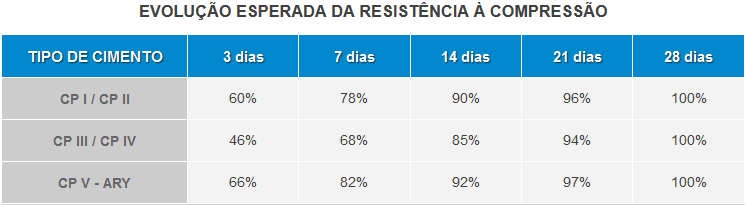 EVOLUÇÃO ESPERADA DA RESISTÊNCIA À COMPRESSÃO
TIPO DE CIMENTO 3 dias 7 dias 14 dias 21 dias 28 dias
CP I / CP II 60% 78% 90% 96% 100%
CP III / CP IV 46% 68% 85% 94% 100%
CP V - ARY 66% 82% 92% 97% 100%